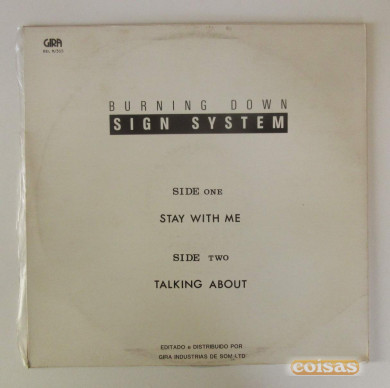 GIRA
BURNING DOWN
SIGN SYSTEM
SIDE ONE
STAY WITH ME
SIDE TWO
TALKING ABOUT
EDITADO e DISTRIBUIDO POR
GIRA INDUSTRIAS DE SOM-LTD
coisas